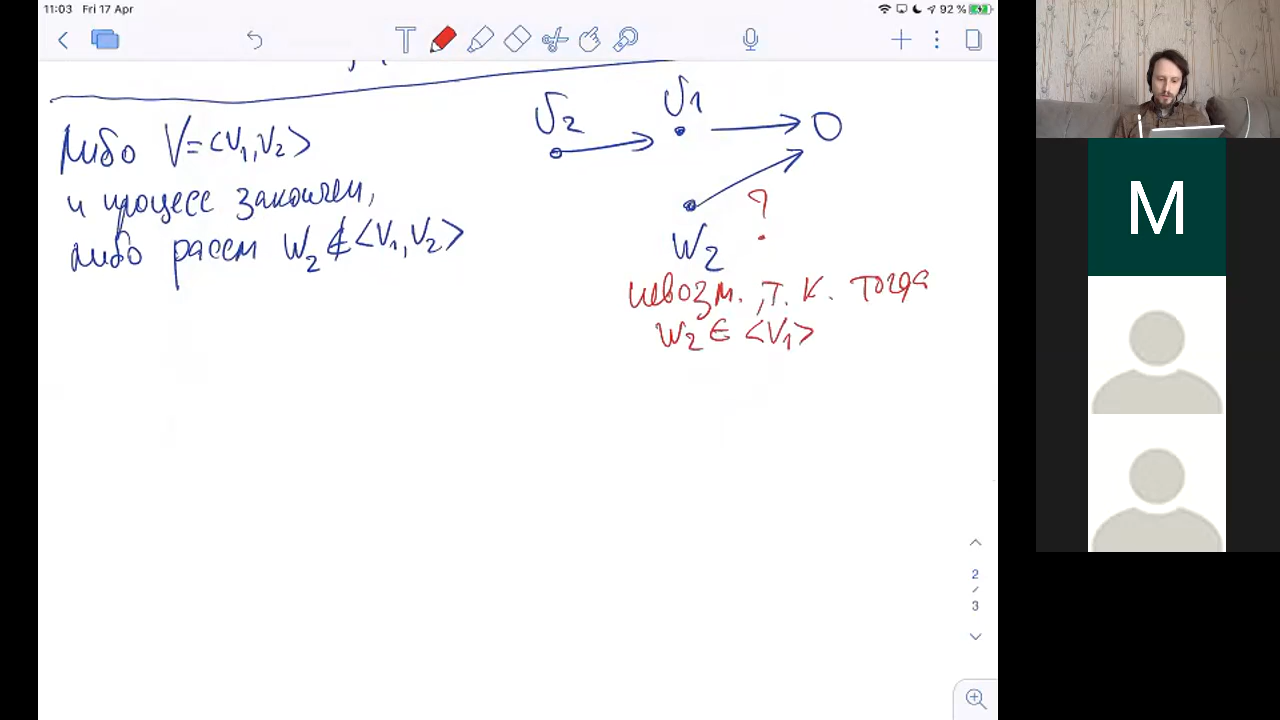 11:03 Fri 17 Apr
92 %
T
Либо V=<V₁,V₂>
и процесс закончен,
либо рассм W₂ ∉ <V₁,V₂>
V₂
V₁
0
?
W₂
невозм., т. к. тогда
W₂ ∈ <V₁>
2
/
3
M